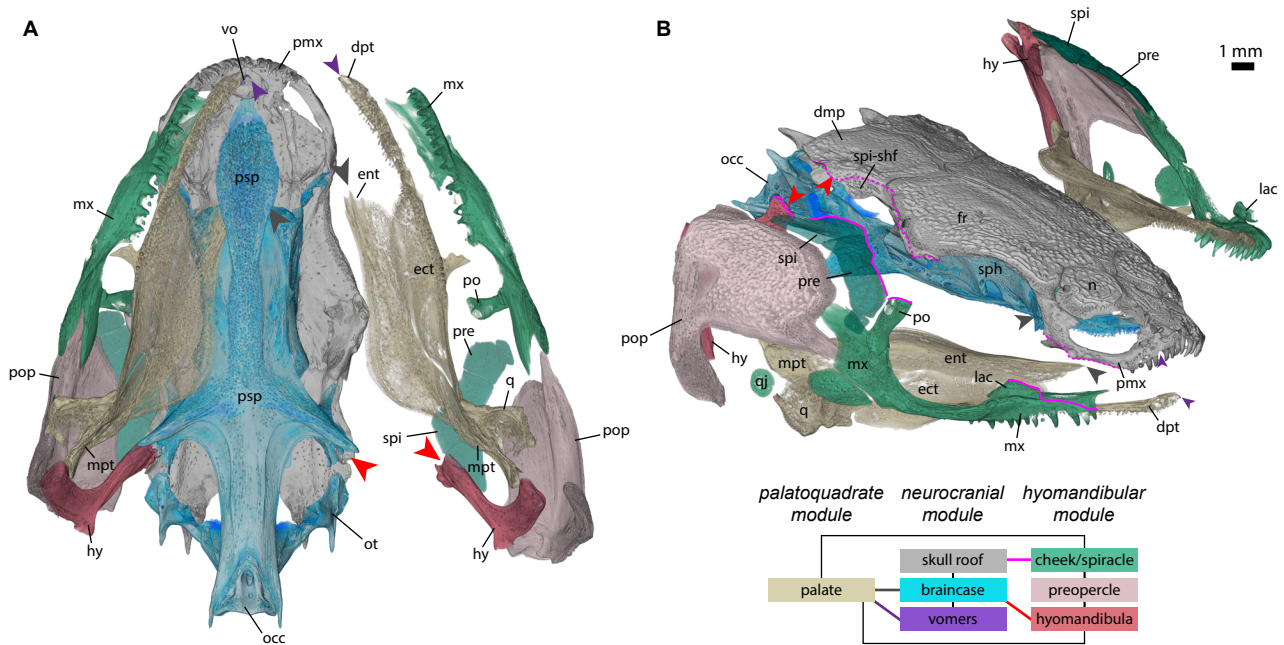 A
vo
pmx
dpt
mx
psp
ent
mx
ect
po
psp
pre
pop
q
pop
spi
mpt
mpt
hy
ot
hy
occ
B
spi
1 mm
hy
pre
dmp
occ
spi-shf
lac
fr
spi
sph
n
pre
po
pop
hy
mpt
ent
pmx
mx
qj
ect
lac
q
dpt
mx
palatoquadrate
module
neurocranial
module
hyomandibular
module
skull roof
cheek/spiracle
palate
braincase
preopercle
vomers
hyomandibula